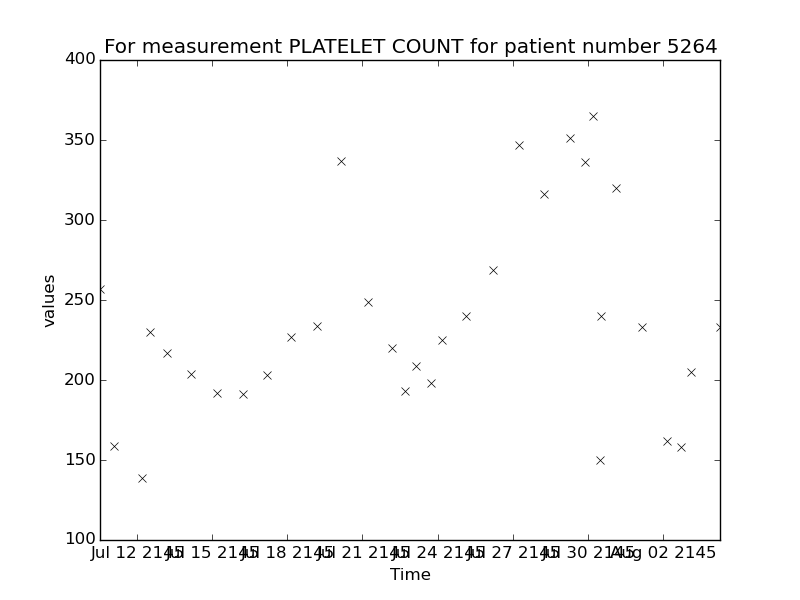 For measurement PLATELET COUNT for patient number 5264
400
350
300
250
200
150
100
values
Jul 12 2145 Jul 15 2145 Jul 18 2145 Jul 21 2145 Jul 24 2145 Jul 27 2145 Jul 30 2145 Aug 02 2145
Time